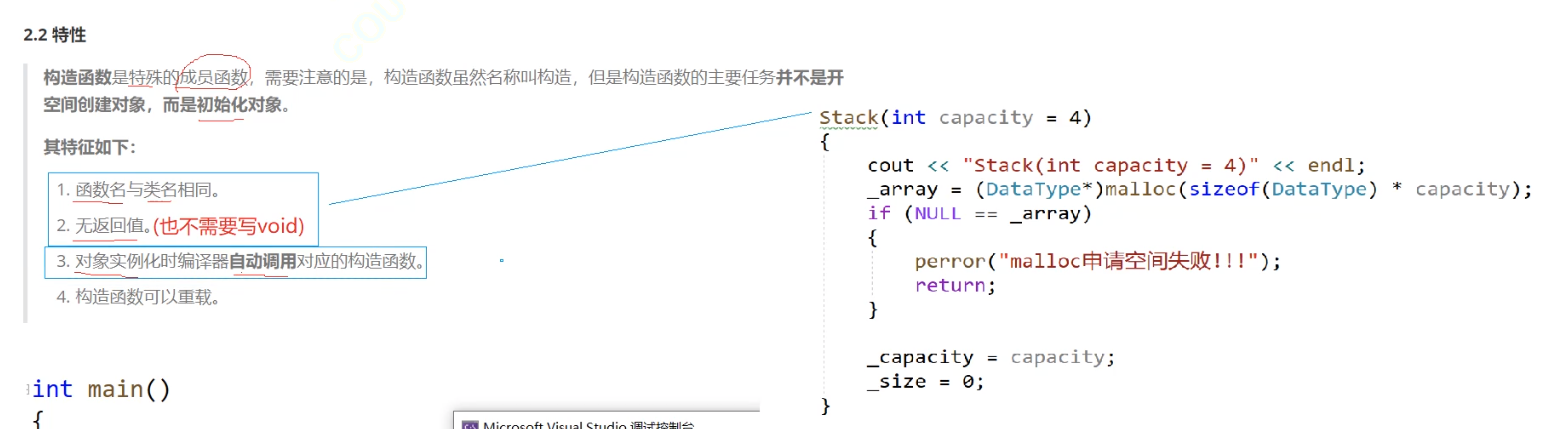 2.2 特性
构造函数是特殊的成员函数，需要注意的是，构造函数虽然名称叫构造，但是构造函数的主要任务并不是开
空间创建对象，而是初始化对象。
其特征如下：
1. 函数名与类名相同。
2. 无返回值。(也不需要写void)
3. 对象实例化时编译器自动调用对应的构造函数。
4. 构造函数可以重载。
int main()
{
Microsoft Visual Studio 调试控制台
Stack(int capacity = 4)
{
cout << "Stack(int capacity = 4)" << endl;
_array = (DataType*)malloc(sizeof(DataType) * capacity);
if (NULL == _array)
{
perror("malloc申请空间失败!!!");
return;
}
_capacity = capacity;
_size = 0;
}